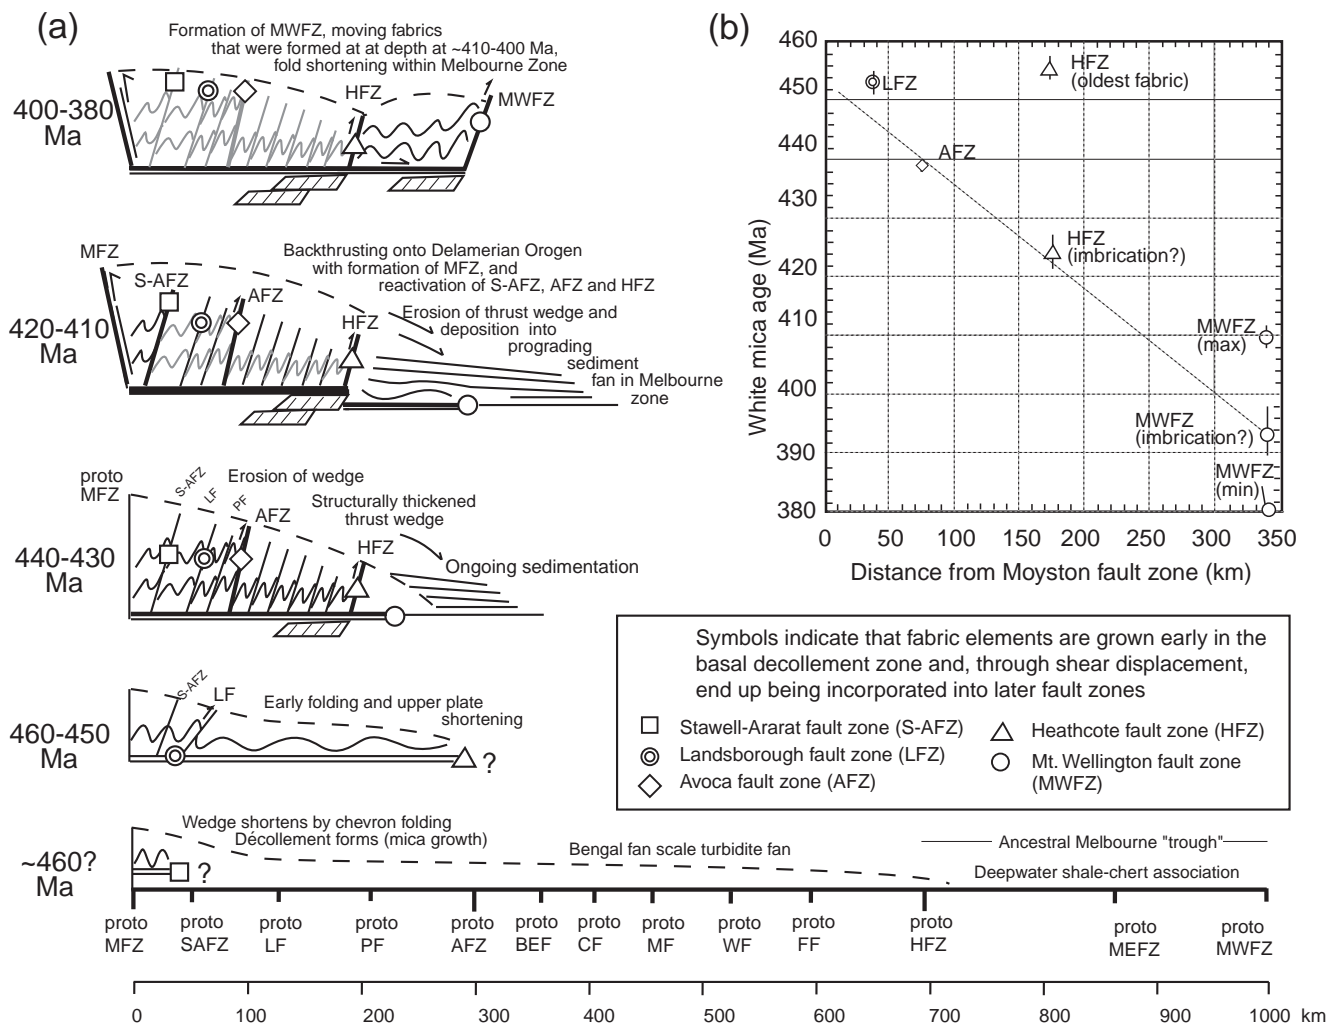 (a)
Formation of MWFZ, moving fabrics
that were formed at at depth at ~410-400 Ma,
fold shortening within Melbourne Zone
400-380
Ma
HFZ
MWFZ
MFZ
Backthrusting onto Delamerian Orogen
with formation of MFZ, and
reactivation of S-AFZ, AFZ and HFZ
S-AFZ
AFZ
HFZ
Erosion of thrust wedge and
deposition into
prograding
sediment
fan in Melbourne
zone
420-410
Ma
proto
MFZ
S-AFZ
LF
PF
AFZ
Erosion of wedge
Structurally thickened
thrust wedge
HFZ
Ongoing sedimentation
440-430
Ma
S-AFZ
LF
Early folding and upper plate
shortening
460-450
Ma
?
Wedge shortens by chevron folding
Décollement forms (mica growth)
Bengal fan scale turbidite fan
Ancestral Melbourne "trough"
Deepwater shale-chert association
~460?
Ma
?
proto MFZ
proto SAFZ
proto LF
proto PF
proto AFZ
proto BEF
proto CF
proto MF
proto WF
proto FF
proto HFZ
proto MEFZ
proto MWFZ
0 100 200 300 400 500 600 700 800 900 1000 km
(b)
460
450
440
430
420
410
400
390
380
White mica age (Ma)
LFZ
HFZ
(oldest fabric)
AFZ
HFZ
(imbrication?)
MWFZ
(max)
MWFZ
(imbrication?)
MWFZ
(min)
0 50 100 150 200 250 300 350
Distance from Moyston fault zone (km)
Symbols indicate that fabric elements are grown early in the
basal decollement zone and, through shear displacement,
end up being incorporated into later fault zones
Stawell-Ararat fault zone (S-AFZ)
Landsborough fault zone (LFZ)
Avoca fault zone (AFZ)
Heathcote fault zone (HFZ)
Mt. Wellington fault zone
(MWFZ)